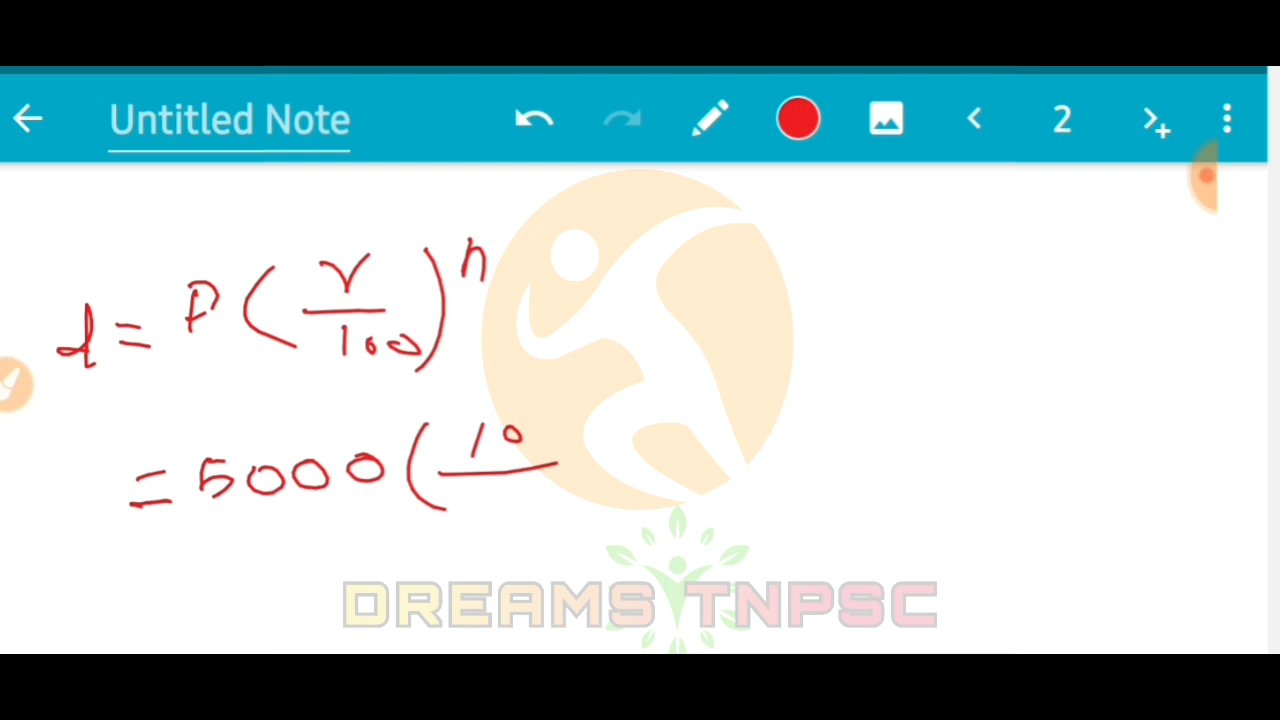 Untitled Note
2
d = P ( r / 100 ) n
= 5000 ( 10
DREAMS TNPSC